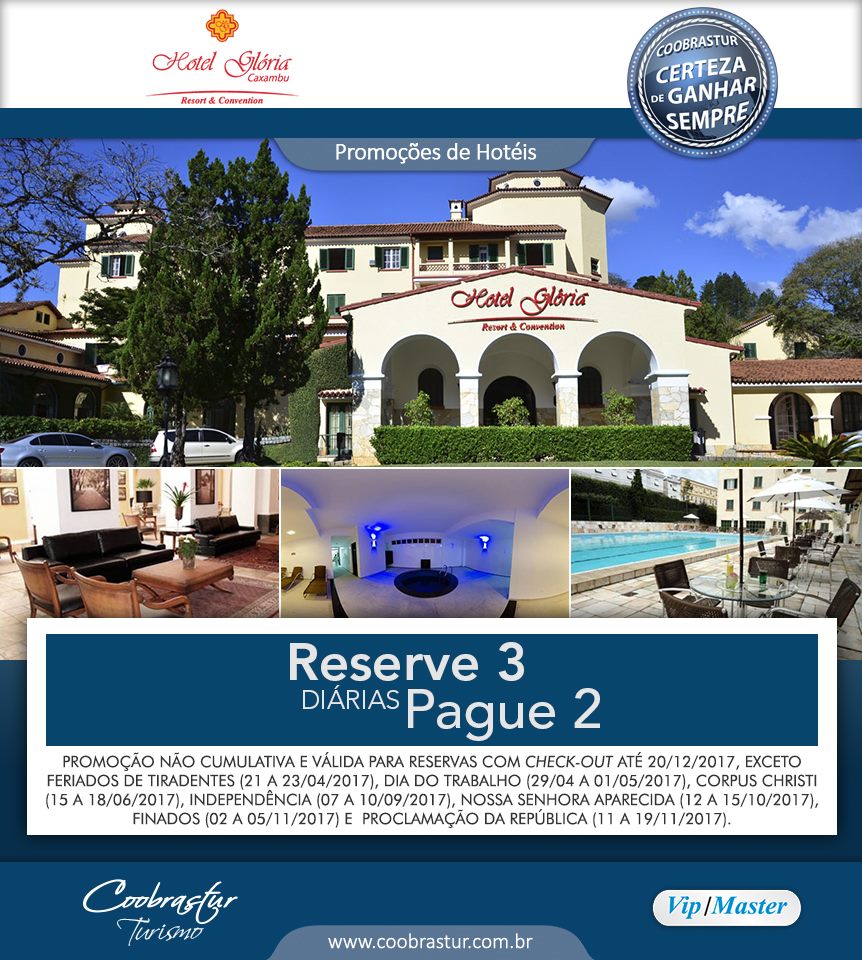 Hotel Glória
Caxambu
Resort & Convention
COOBRASTUR
CERTEZA
DE GANHAR
SEMPRE
Promoções de Hotéis
Hotel Glória
Resort & Convention
Reserve 3
DIÁRIAS Pague 2
PROMOÇÃO NÃO CUMULATIVA E VÁLIDA PARA RESERVAS COM CHECK-OUT ATÉ 20/12/2017, EXCETO
FERIADOS DE TIRADENTES (21 A 23/04/2017), DIA DO TRABALHO (29/04 A 01/05/2017), CORPUS CHRISTI
(15 A 18/06/2017), INDEPENDÊNCIA (07 A 10/09/2017), NOSSA SENHORA APARECIDA (12 A 15/10/2017),
FINADOS (02 A 05/11/2017) E PROCLAMAÇÃO DA REPÚBLICA (11 A 19/11/2017).
Coobrastur
Turismo
Vip/Master
www.coobrastur.com.br